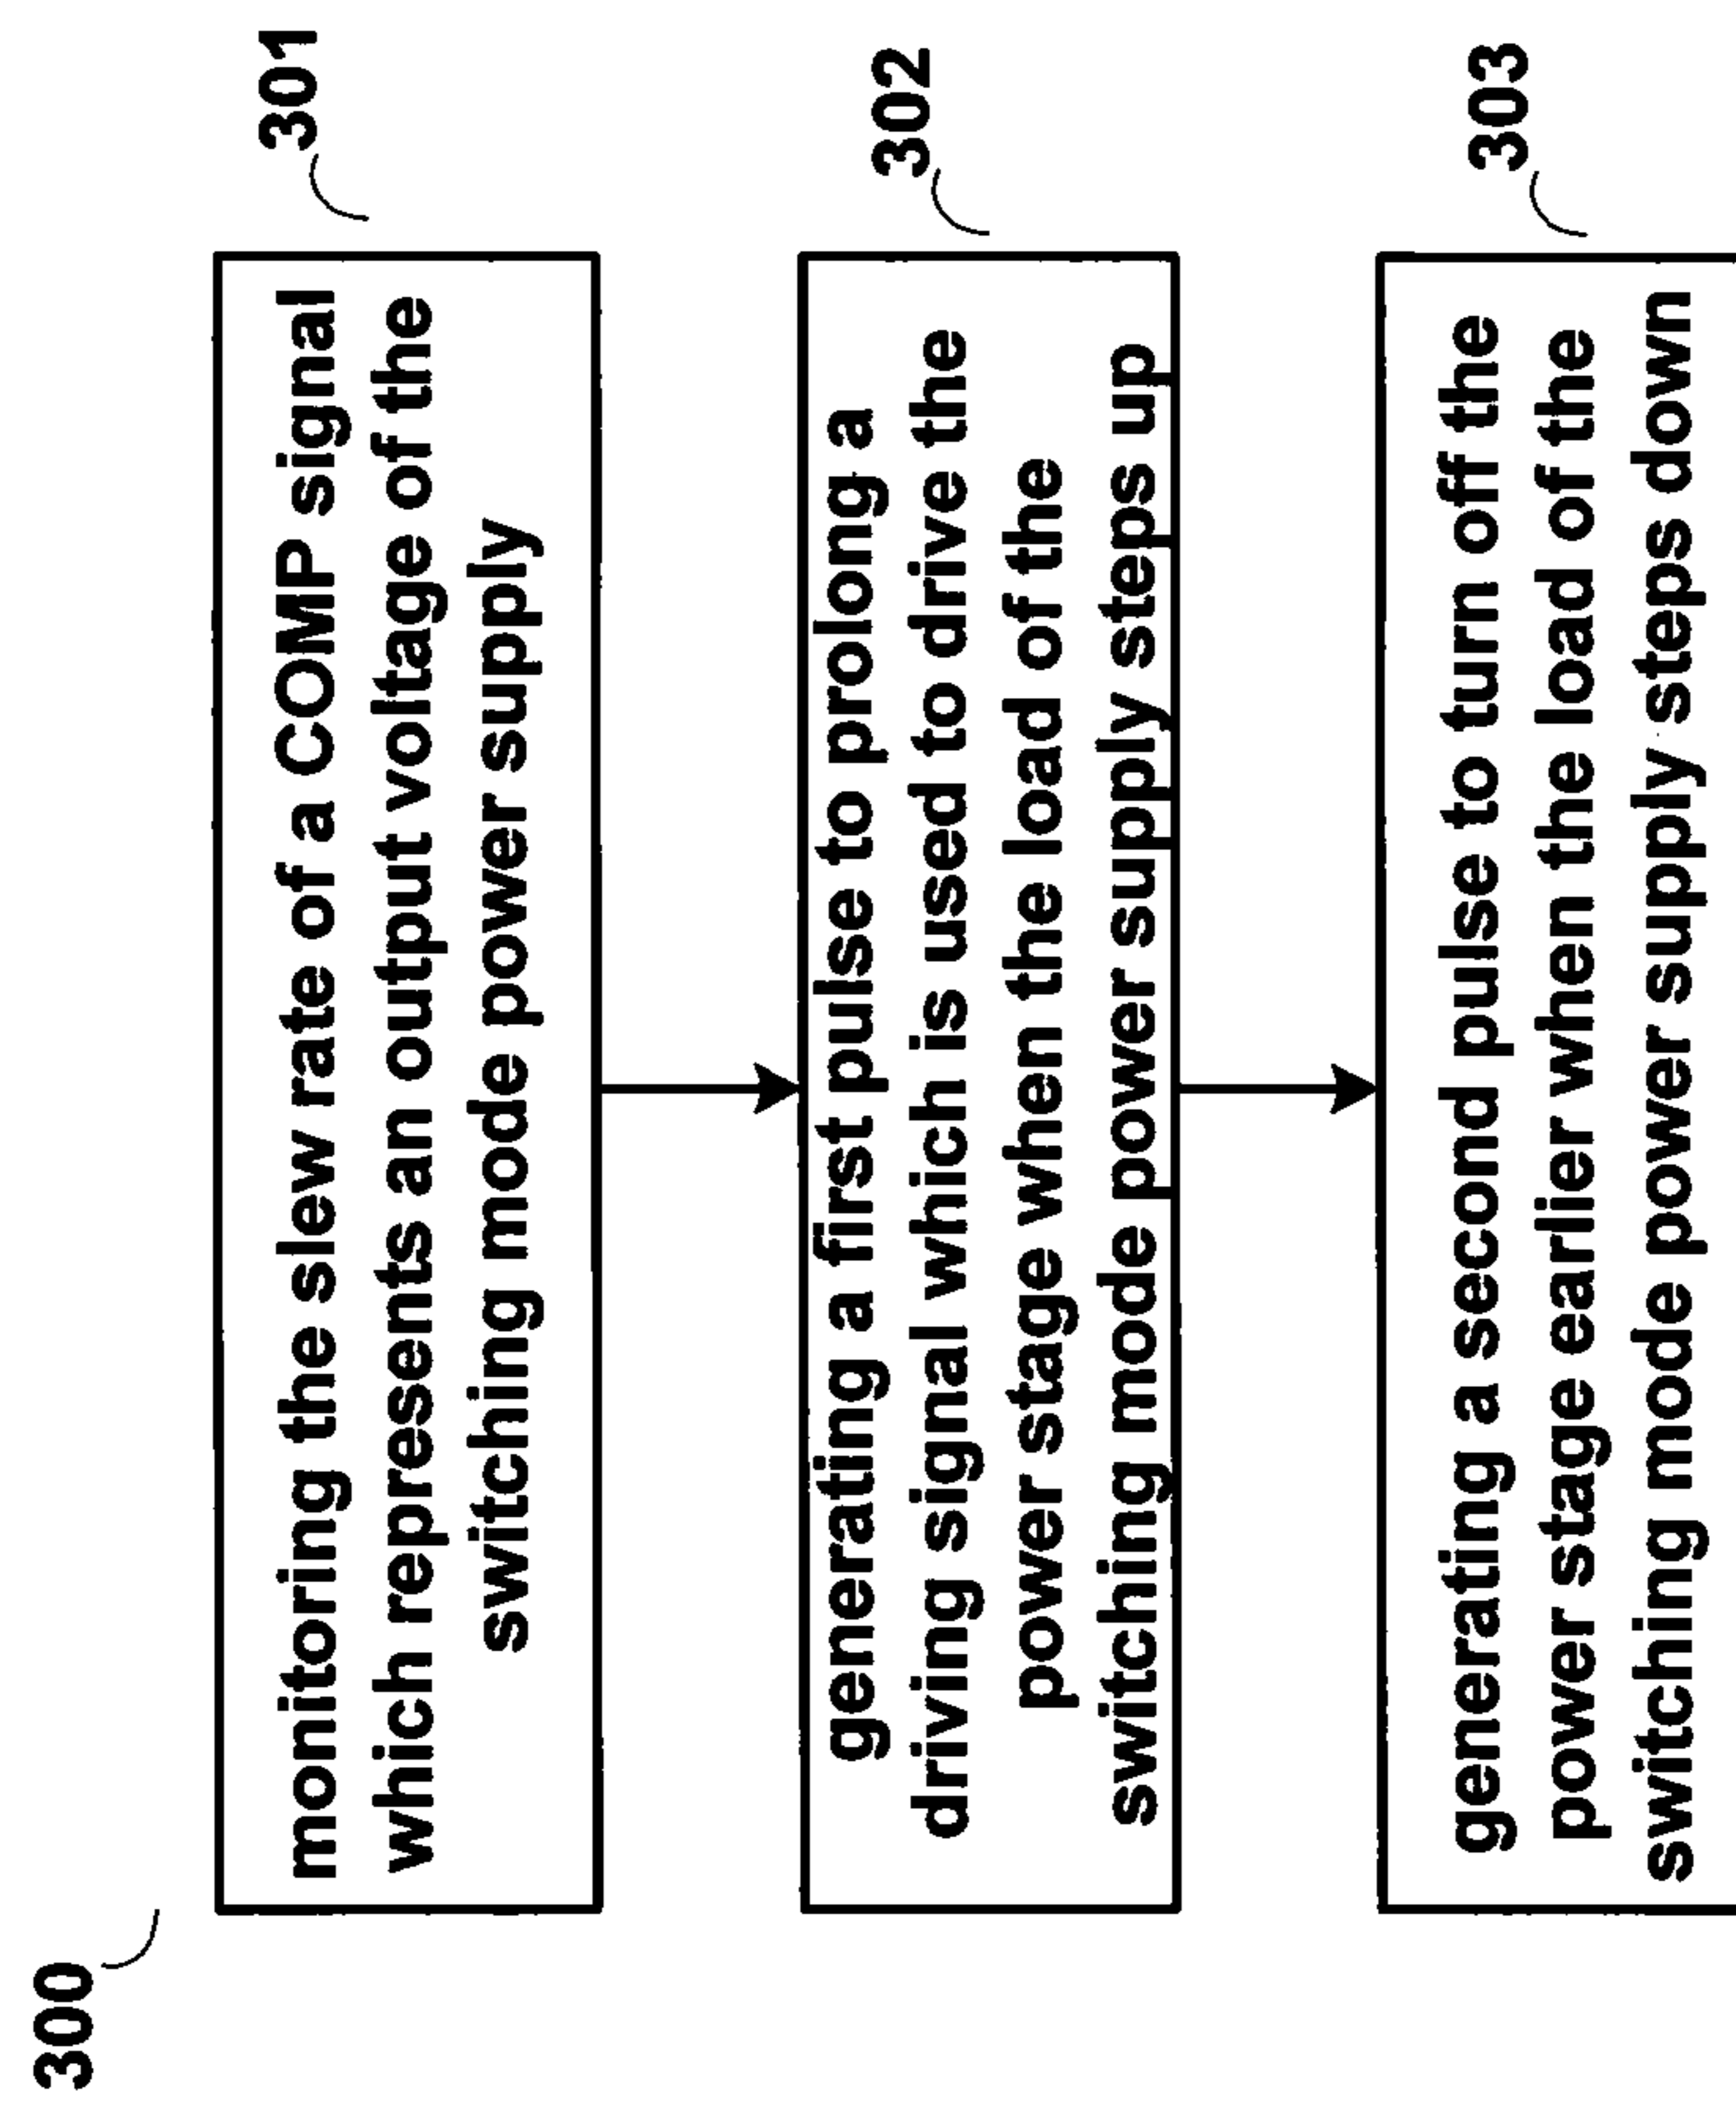 300
301
monitoring the slew rate of a COMP signal
which represents an output voltage of the
switching mode power supply
302
generating a first pulse to prolong a
driving signal which is used to drive the
power stage when the load of the
switching mode power supply steps up
303
generating a second pulse to turn off the
power stage earlier when the load of the
switching mode power supply steps down